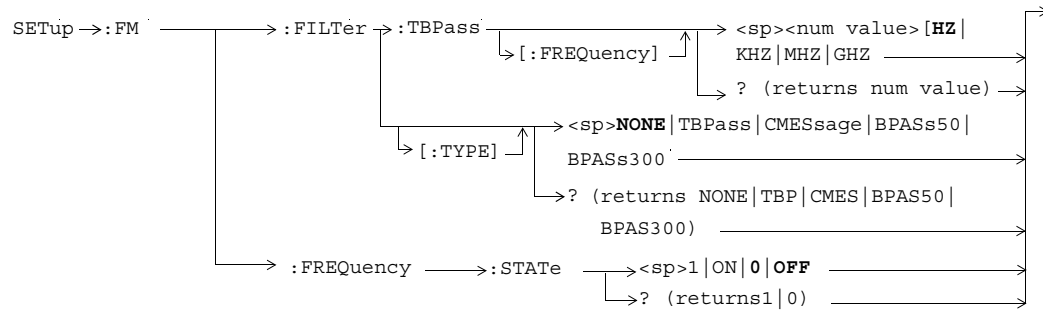 SETup :FM :FILTer :TBPass <sp><num value>[HZ|
[:FREQuency] KHZ|MHZ|GHZ
? (returns num value)
<sp>NONE|TBPass|CMESsage|BPASs50|
[:TYPE] BPASs300
? (returns NONE|TBP|CMES|BPAS50|
BPAS300)
:FREQuency :STATe <sp>1|ON|0|OFF
? (returns1|0)